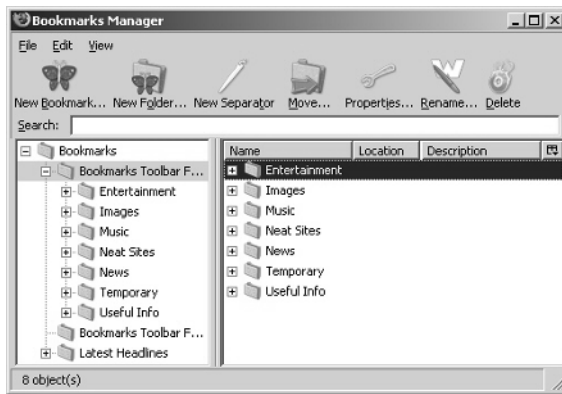 Bookmarks Manager
File Edit View
New Bookmark... New Folder... New Separator Move... Properties... Rename... Delete
Search:
Bookmarks
Bookmarks Toolbar F...
Entertainment
Images
Music
Neat Sites
News
Temporary
Useful Info
Bookmarks Toolbar F...
Latest Headlines
Name Location Description
Entertainment
Images
Music
Neat Sites
News
Temporary
Useful Info
8 object(s)